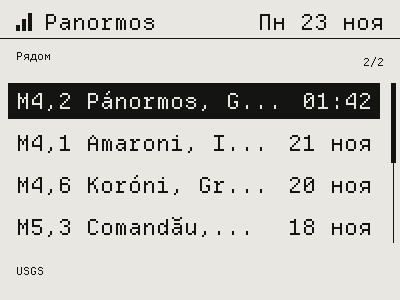 Panormos Пн 23 ноя
Рядом
2/2
M4,2 Pánormos, G... 01:42
M4,1 Amaroni, I... 21 ноя
M4,6 Koróni, Gr... 20 ноя
M5,3 Comandău,... 18 ноя
USGS